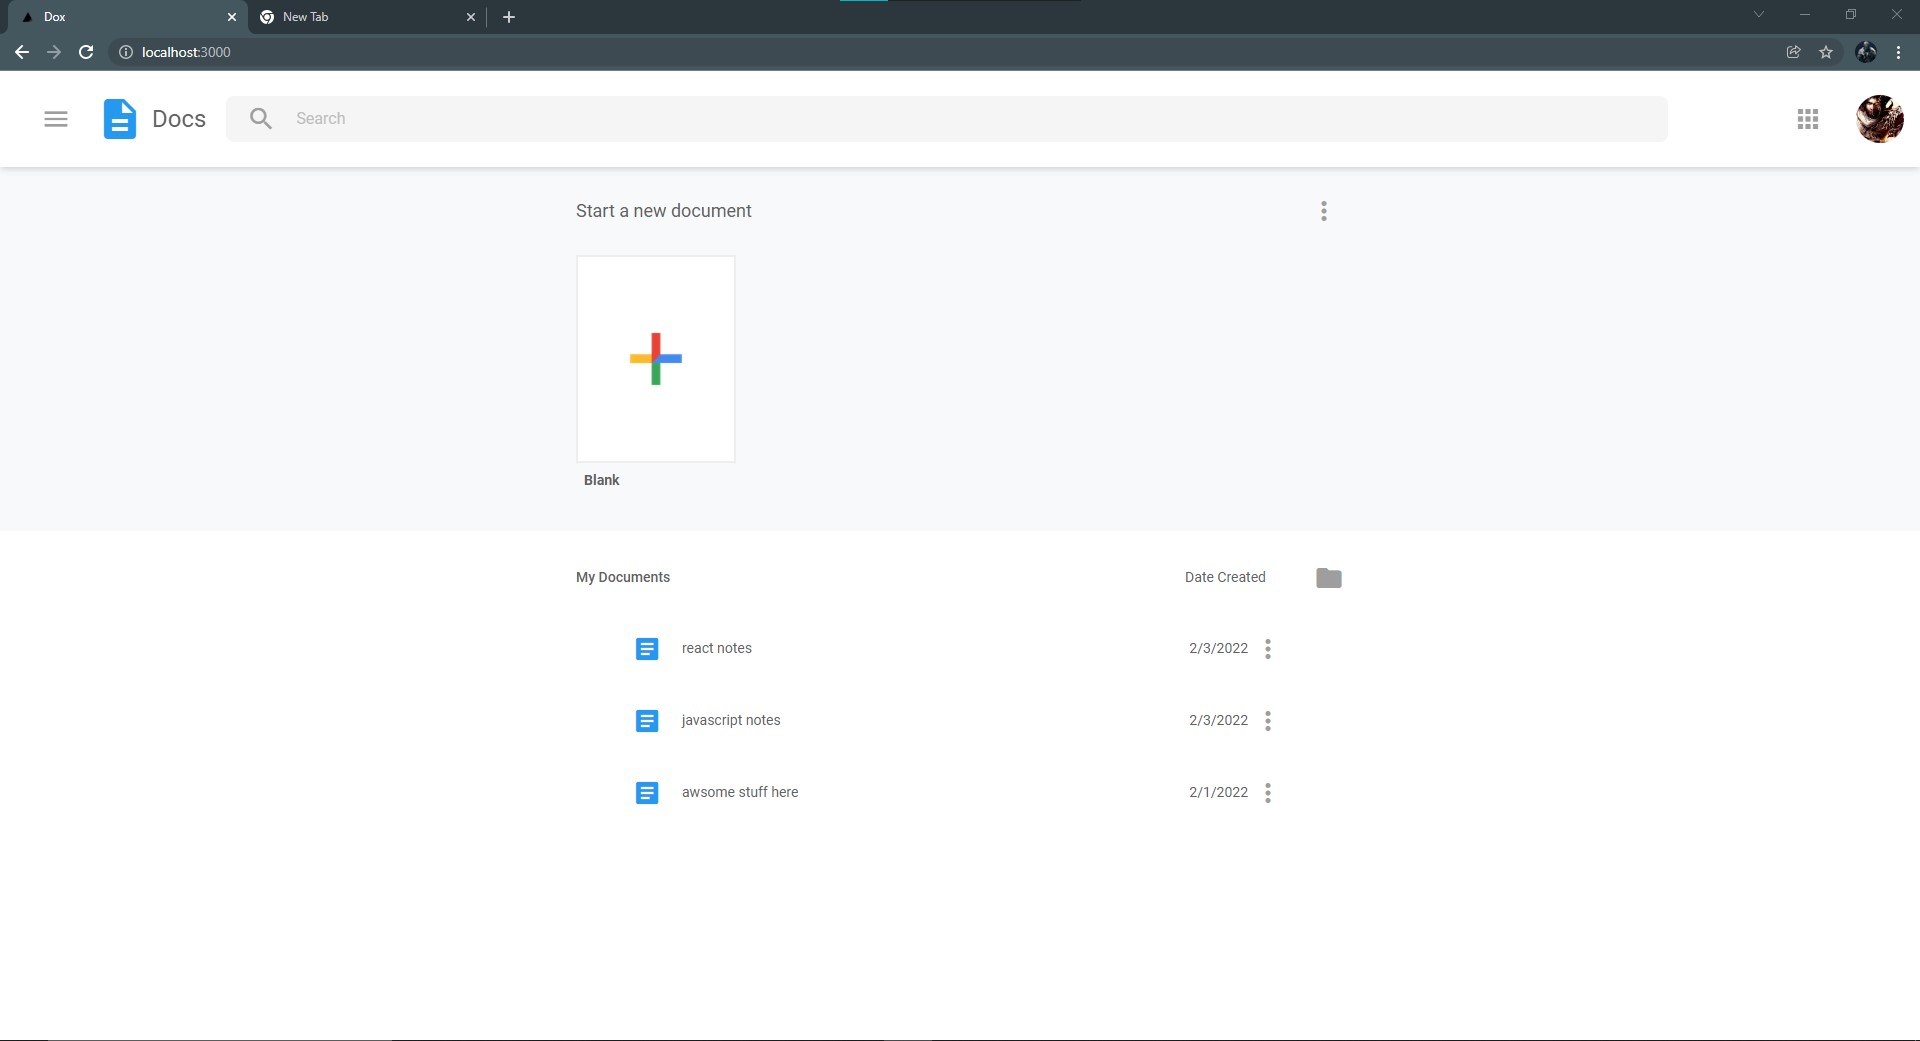 Dox
New Tab
localhost:3000
Docs
Search
Start a new document
Blank
My Documents Date Created
react notes 2/3/2022
javascript notes 2/3/2022
awsome stuff here 2/1/2022